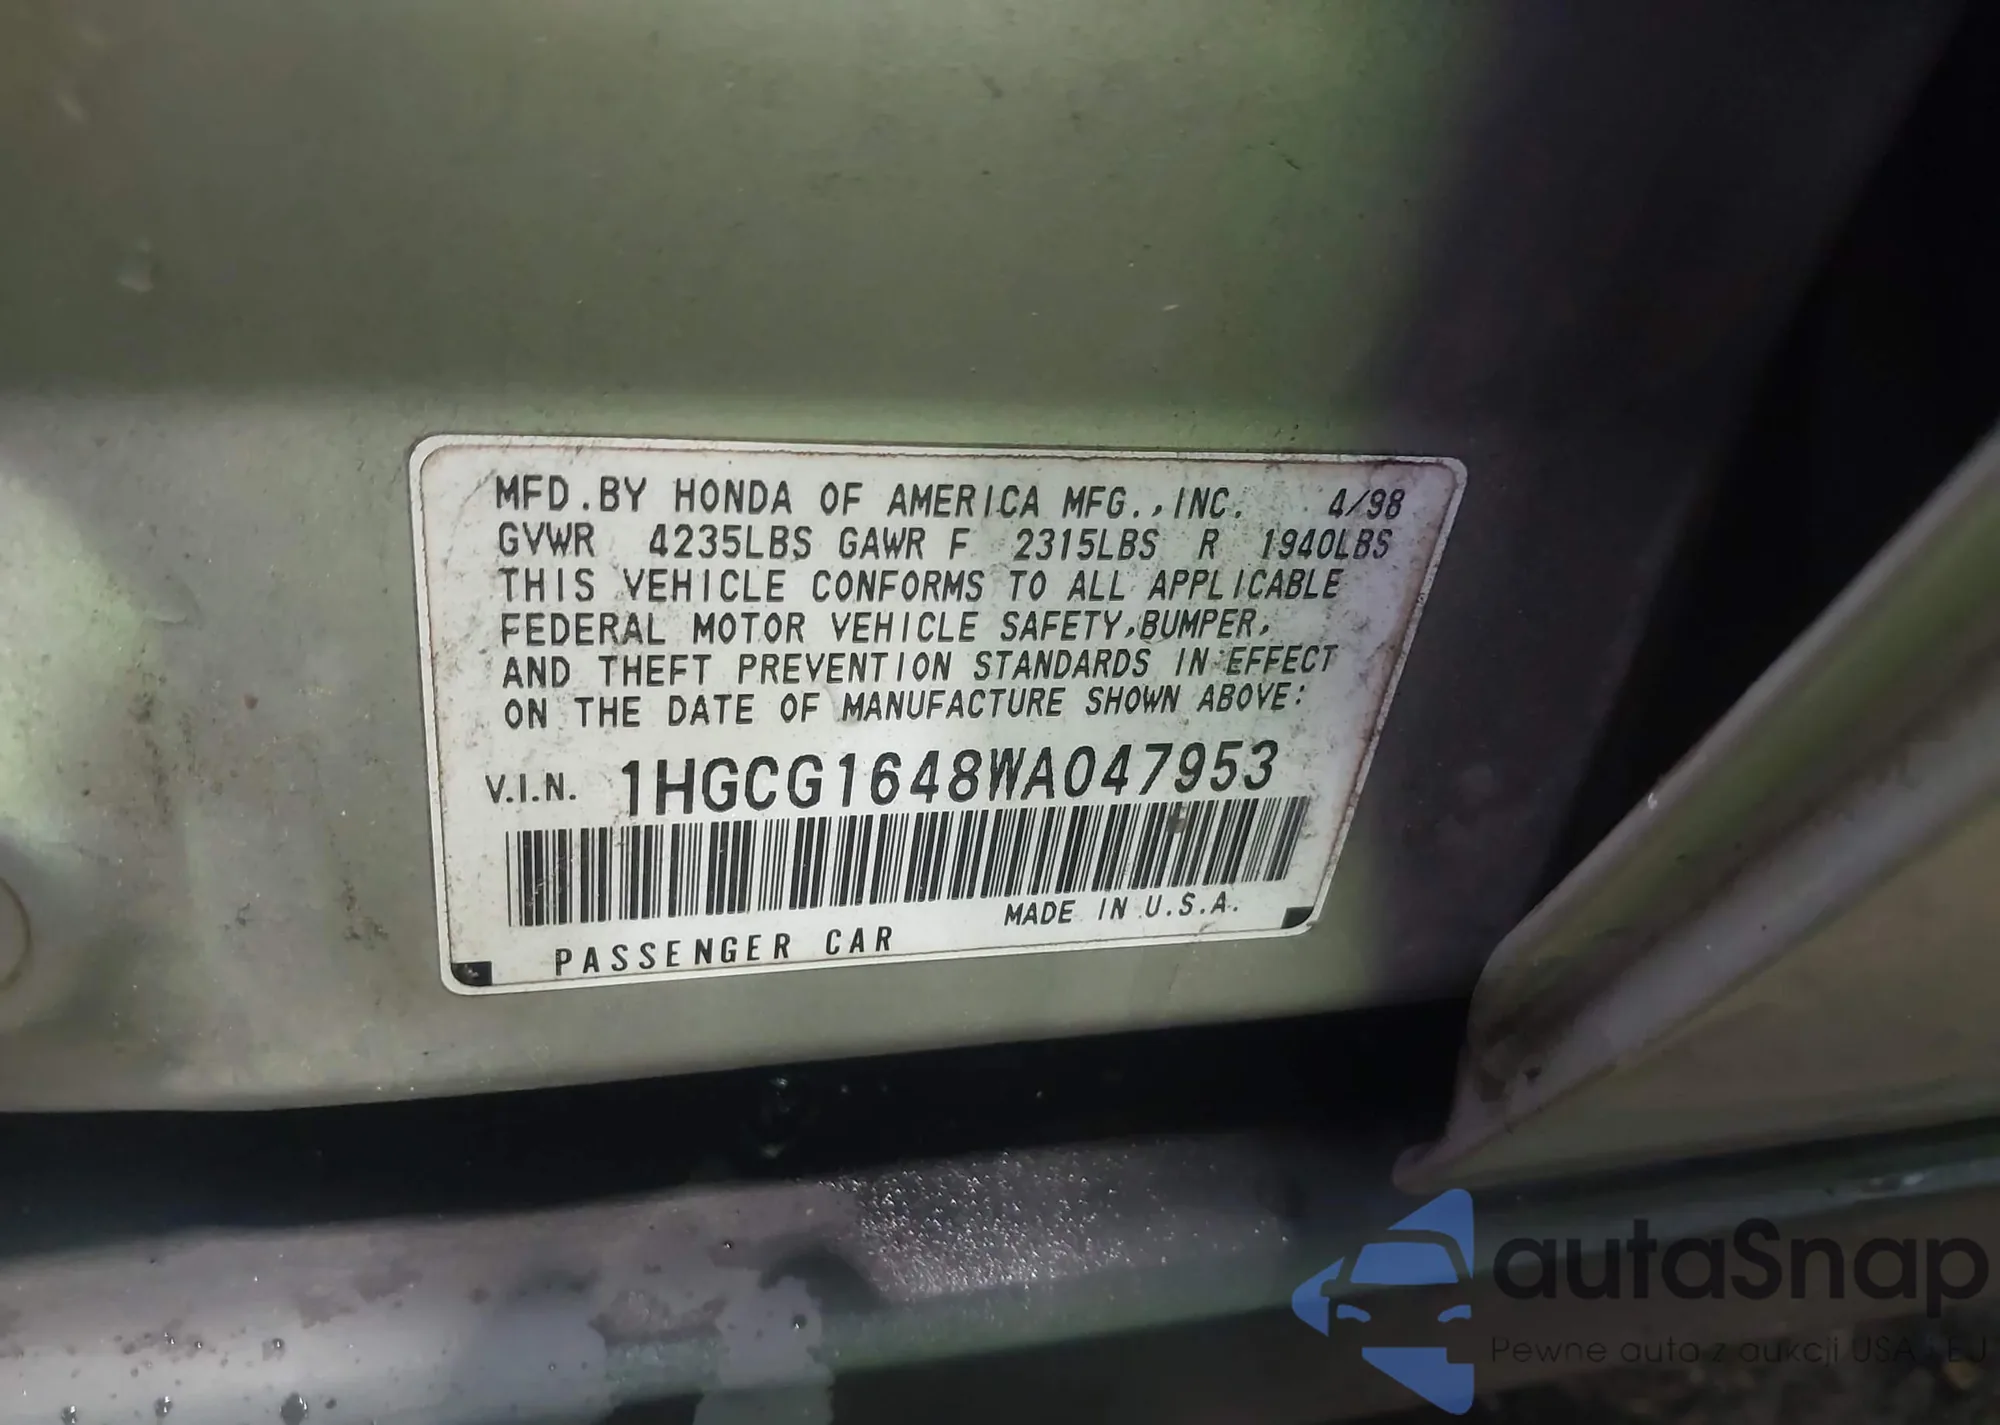 MFD.BY HONDA OF AMERICA MFG., INC. 4/98
GVWR 4235LBS GAWR F 2315LBS R 1940LBS
THIS VEHICLE CONFORMS TO ALL APPLICABLE
FEDERAL MOTOR VEHICLE SAFETY, BUMPER,
AND THEFT PREVENTION STANDARDS IN EFFECT
ON THE DATE OF MANUFACTURE SHOWN ABOVE:
V.I.N. 1HGCG1648WA047953
MADE IN U.S.A.
PASSENGER CAR
autaSnap
Pewne auta z aukcji USA i EJ